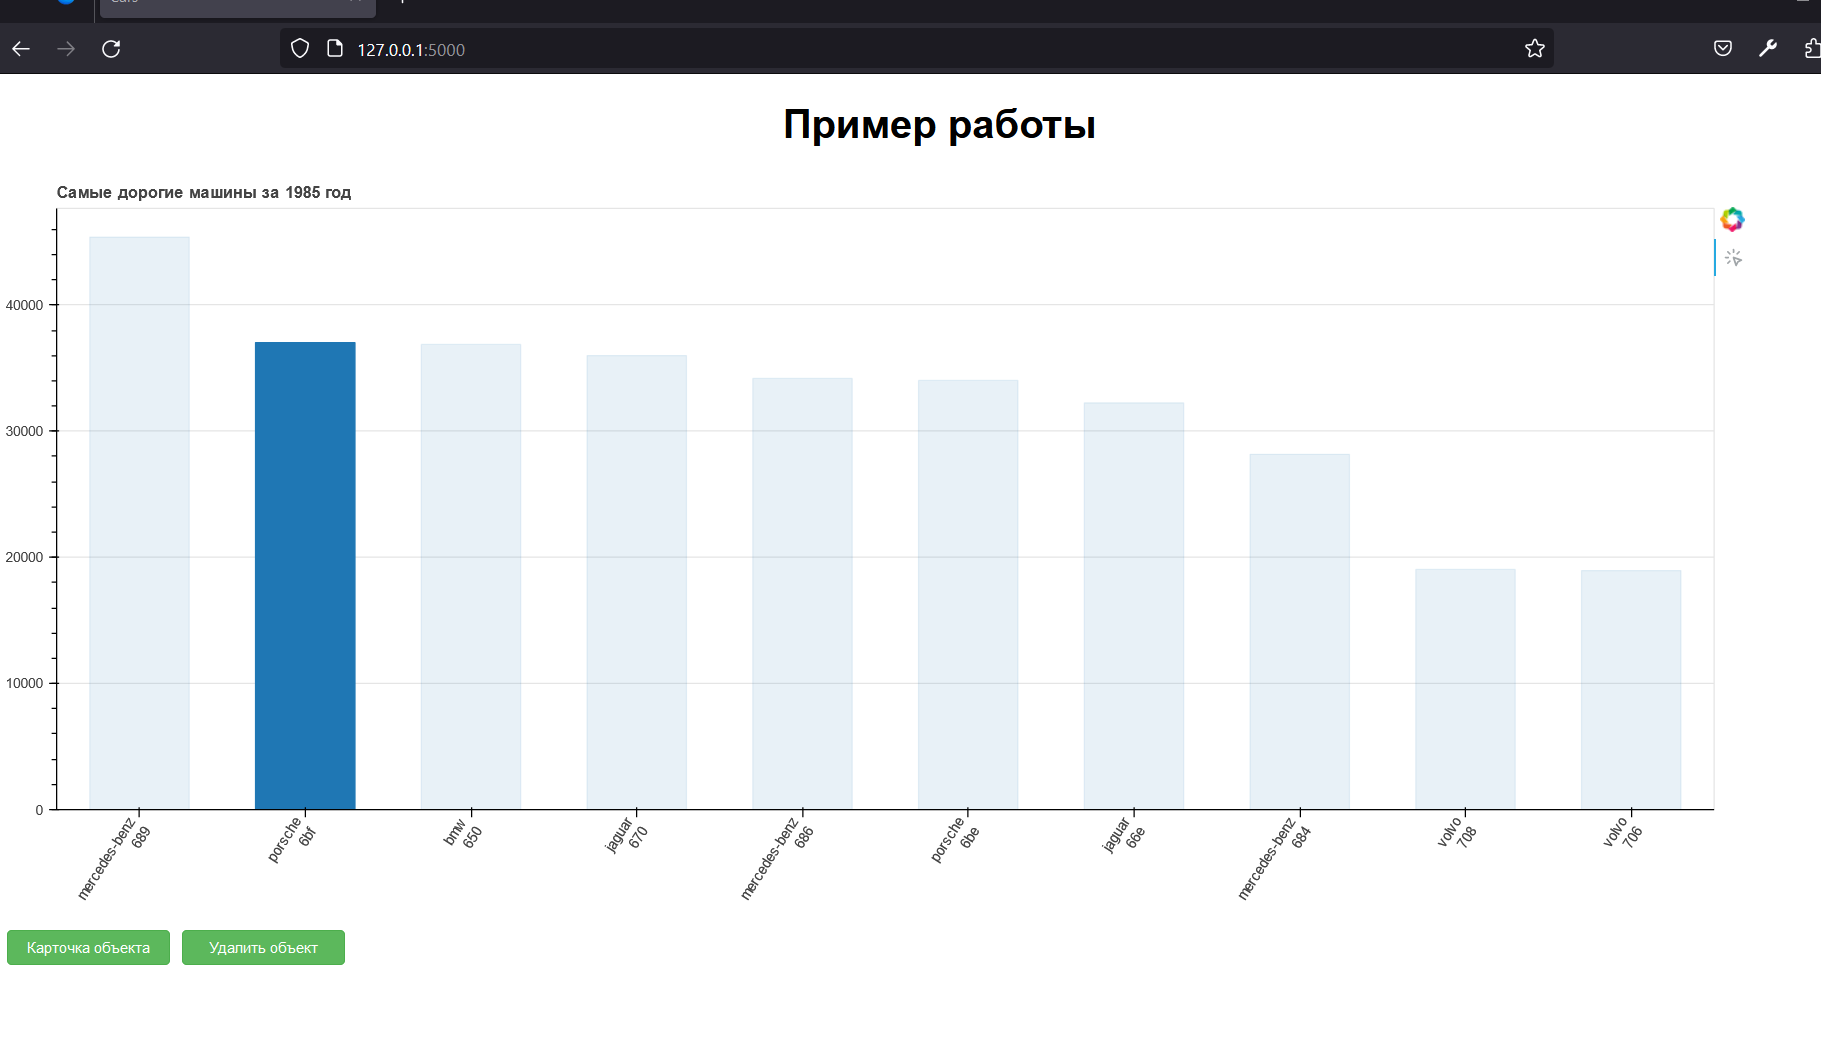 127.0.0.1:5000
Пример работы
Самые дорогие машины за 1985 год
40000
30000
20000
10000
0
mercedes-benz
689
porsche
6bf
bmw
650
jaguar
670
mercedes-benz
686
porsche
6be
jaguar
66e
mercedes-benz
684
volvo
708
volvo
706
Карточка объекта
Удалить объект